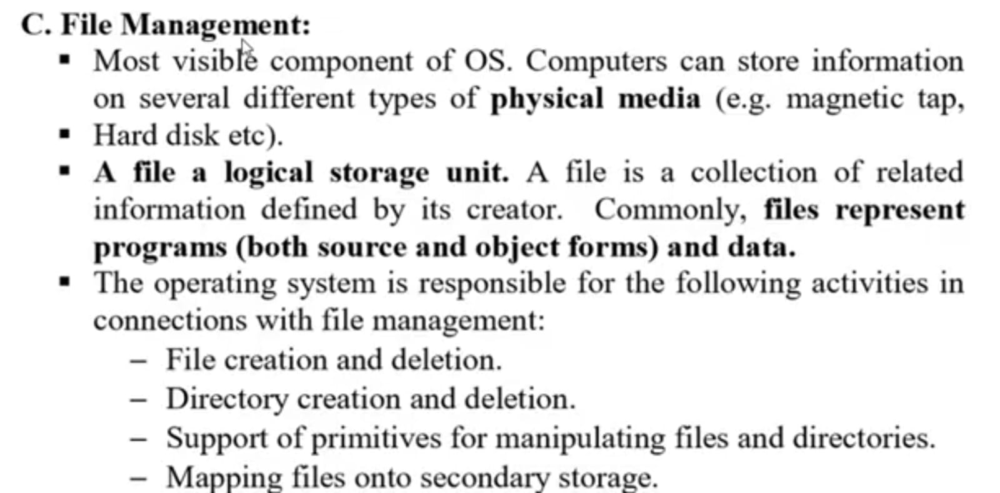 C. File Management:
▪ Most visible component of OS. Computers can store information
on several different types of physical media (e.g. magnetic tap,
▪ Hard disk etc).
▪ A file a logical storage unit. A file is a collection of related
information defined by its creator. Commonly, files represent
programs (both source and object forms) and data.
▪ The operating system is responsible for the following activities in
connections with file management:
– File creation and deletion.
– Directory creation and deletion.
– Support of primitives for manipulating files and directories.
– Mapping files onto secondary storage.